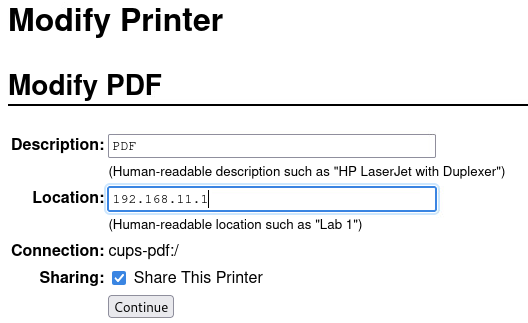 Modify Printer
Modify PDF
Description: PDF
(Human-readable description such as "HP LaserJet with Duplexer")
Location: 192.168.11.1
(Human-readable location such as "Lab 1")
Connection: cups-pdf:/
Sharing: Share This Printer
Continue